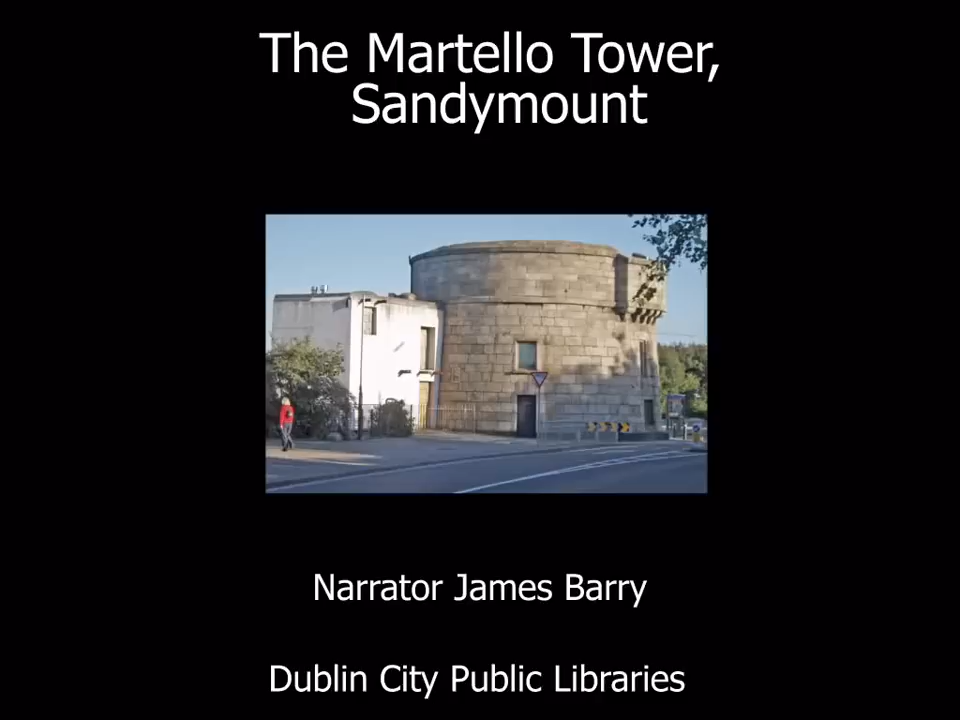 The Martello Tower,
Sandymount
Narrator James Barry
Dublin City Public Libraries